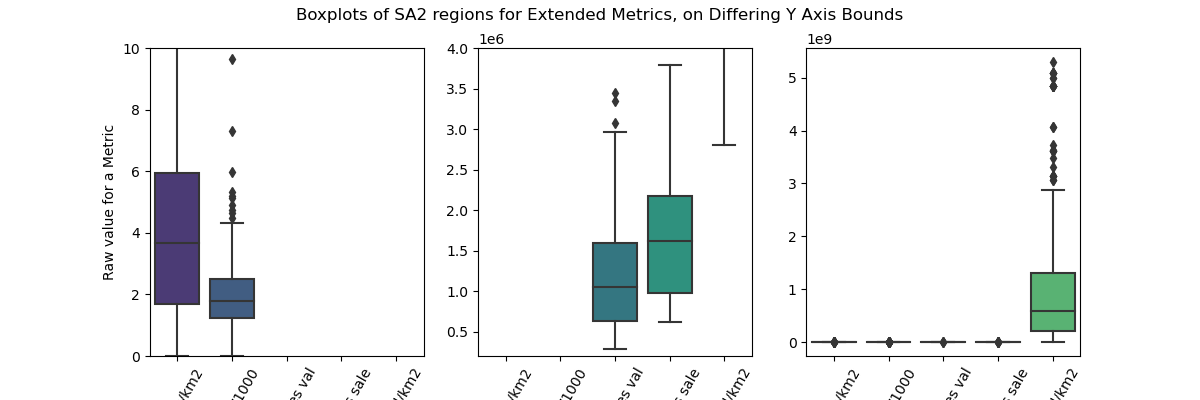 Boxplots of SA2 regions for Extended Metrics, on Differing Y Axis Bounds
Raw value for a Metric
10
8
6
4
2
0
/km2
1000
es val
sale
/km2
1e6
4.0
3.5
3.0
2.5
2.0
1.5
1.0
0.5
/km2
1000
es val
sale
/km2
1e9
5
4
3
2
1
0
/km2
1000
es val
sale
/km2